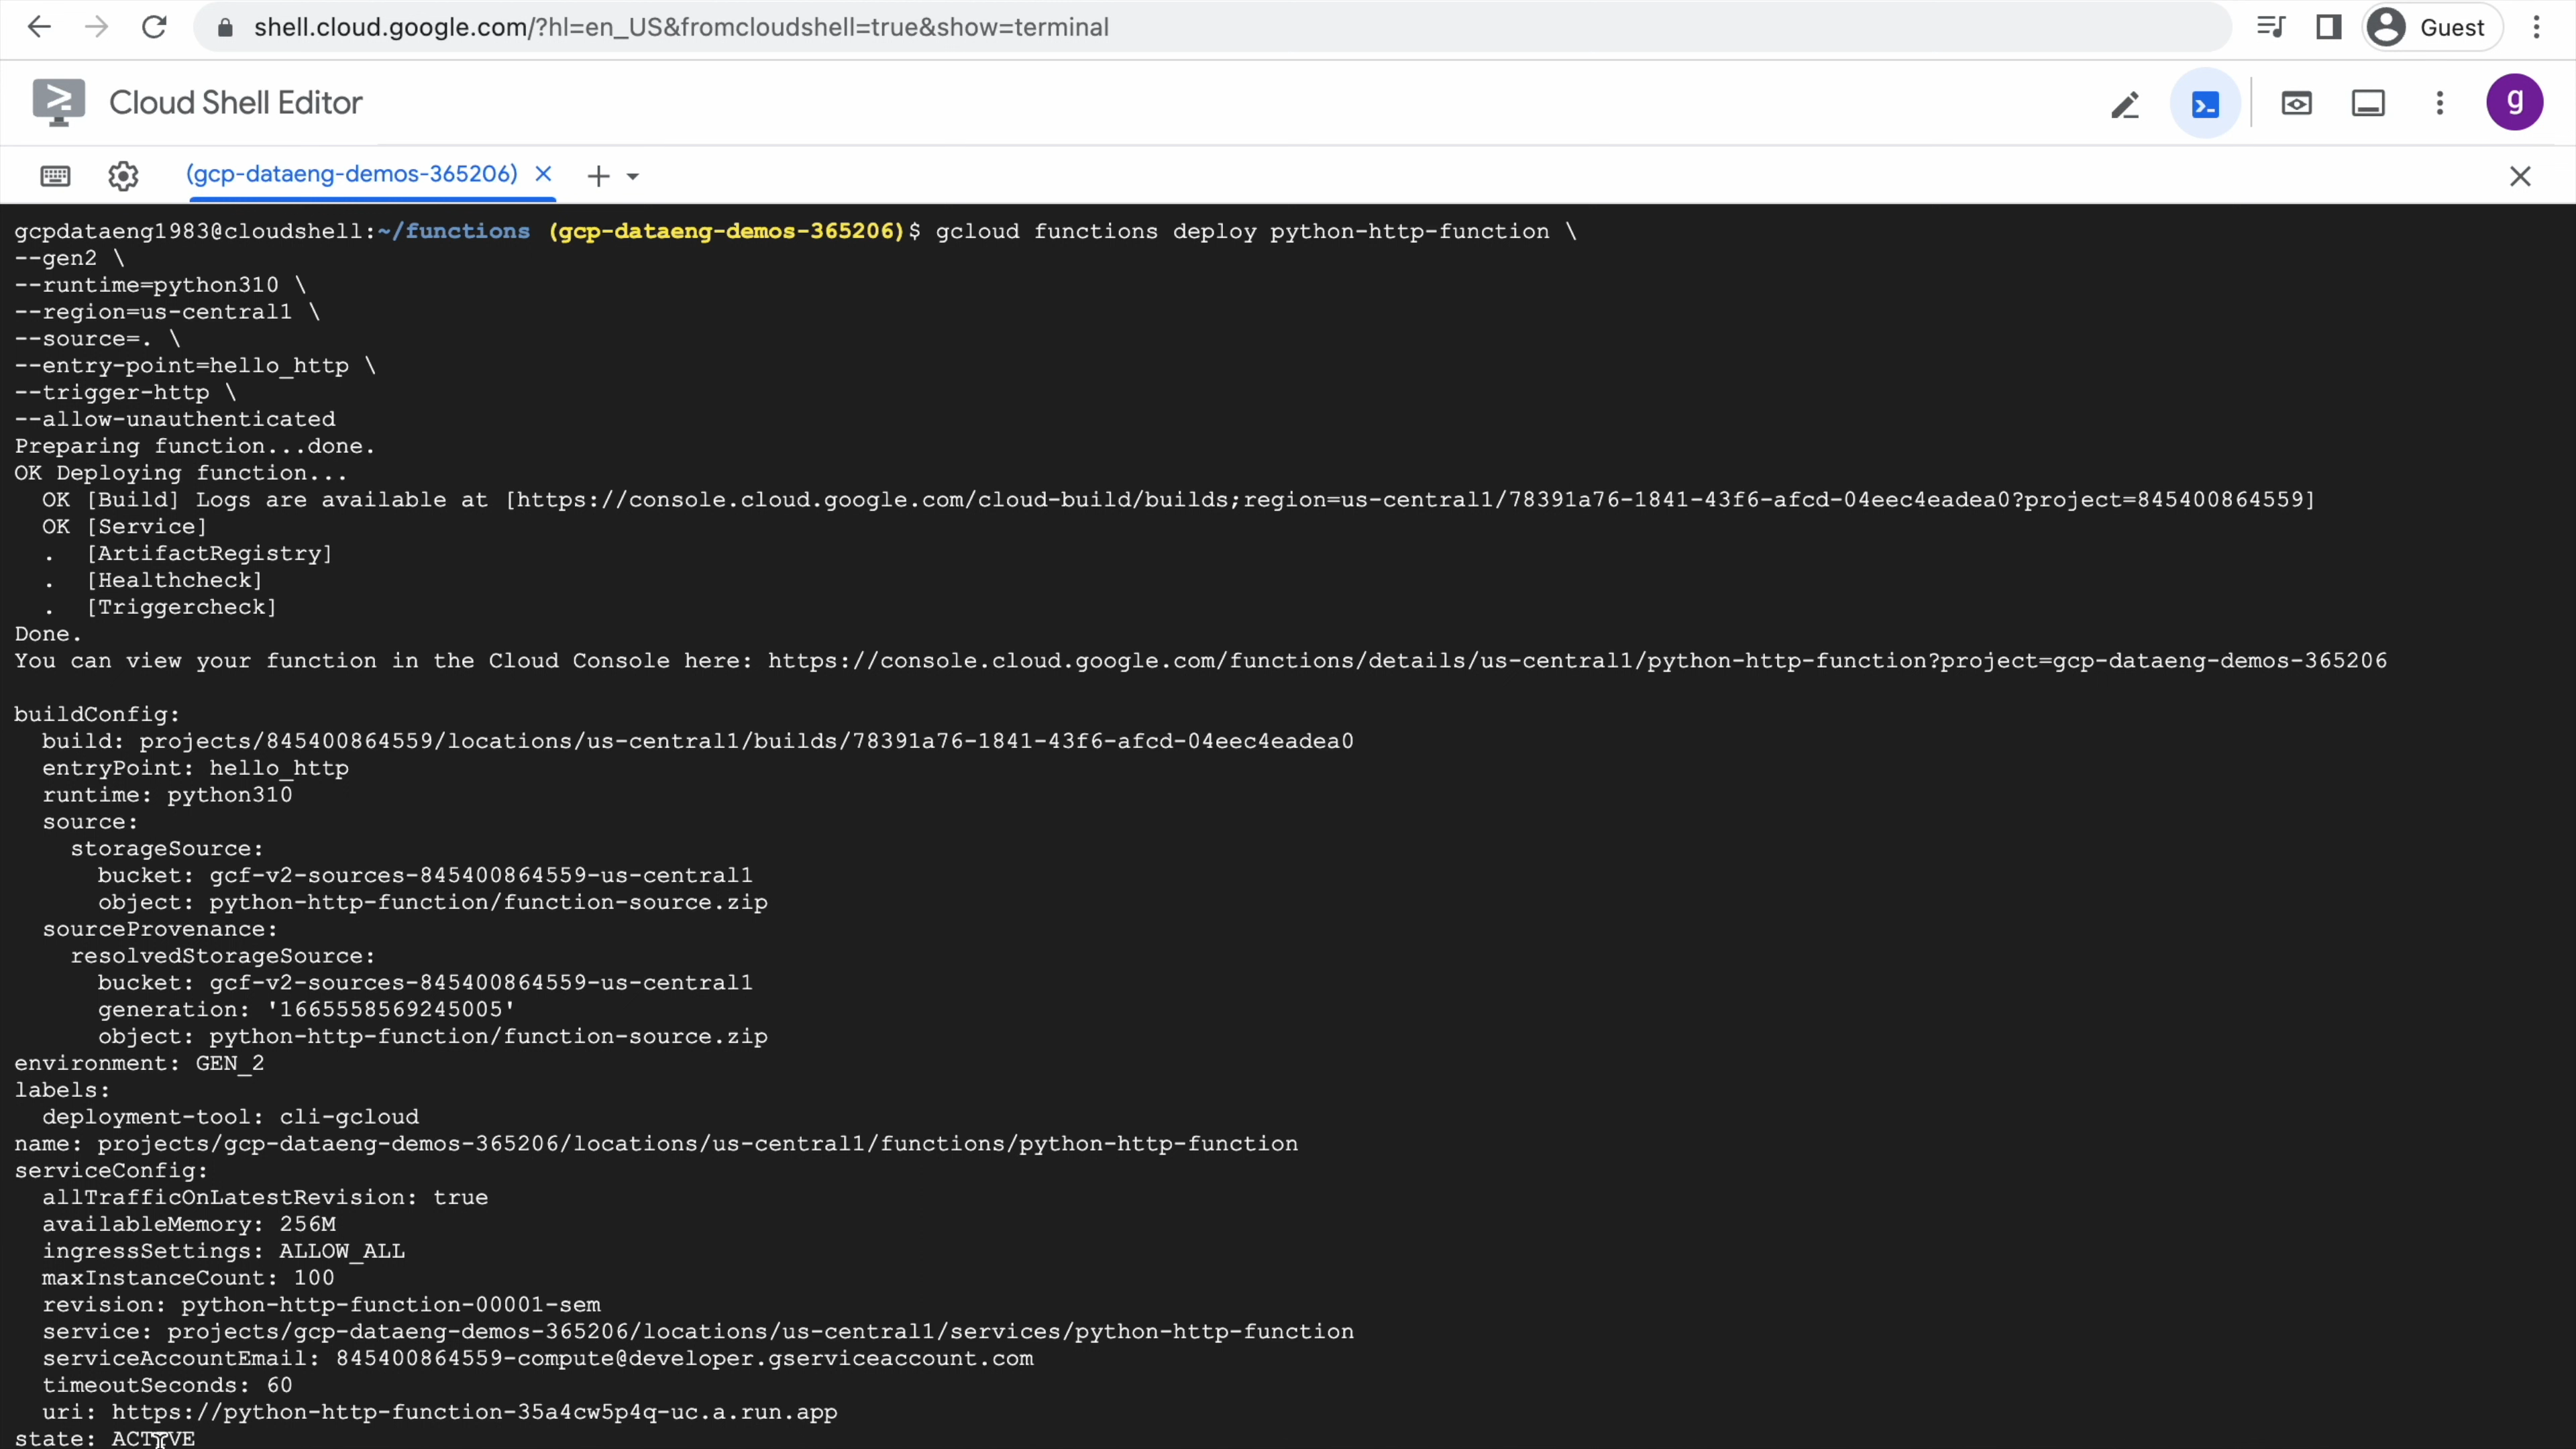 shell.cloud.google.com/?hl=en_US&fromcloudshell=true&show=terminal
Guest
Cloud Shell Editor
g
(gcp-dataeng-demos-365206)
gcpdataeng1983@cloudshell:~/functions (gcp-dataeng-demos-365206)$ gcloud functions deploy python-http-function \
--gen2 \
--runtime=python310 \
--region=us-central1 \
--source=. \
--entry-point=hello_http \
--trigger-http \
--allow-unauthenticated
Preparing function...done.
OK Deploying function...
  OK [Build] Logs are available at [https://console.cloud.google.com/cloud-build/builds;region=us-central1/78391a76-1841-43f6-afcd-04eec4eadea0?project=845400864559]
  OK [Service]
  .  [ArtifactRegistry]
  .  [Healthcheck]
  .  [Triggercheck]
Done.
You can view your function in the Cloud Console here: https://console.cloud.google.com/functions/details/us-central1/python-http-function?project=gcp-dataeng-demos-365206
buildConfig:
  build: projects/845400864559/locations/us-central1/builds/78391a76-1841-43f6-afcd-04eec4eadea0
  entryPoint: hello_http
  runtime: python310
  source:
    storageSource:
      bucket: gcf-v2-sources-845400864559-us-central1
      object: python-http-function/function-source.zip
  sourceProvenance:
    resolvedStorageSource:
      bucket: gcf-v2-sources-845400864559-us-central1
      generation: '1665558569245005'
      object: python-http-function/function-source.zip
environment: GEN_2
labels:
  deployment-tool: cli-gcloud
name: projects/gcp-dataeng-demos-365206/locations/us-central1/functions/python-http-function
serviceConfig:
  allTrafficOnLatestRevision: true
  availableMemory: 256M
  ingressSettings: ALLOW_ALL
  maxInstanceCount: 100
  revision: python-http-function-00001-sem
  service: projects/gcp-dataeng-demos-365206/locations/us-central1/services/python-http-function
  serviceAccountEmail: 845400864559-compute@developer.gserviceaccount.com
  timeoutSeconds: 60
  uri: https://python-http-function-35a4cw5p4q-uc.a.run.app
state: ACTIVE